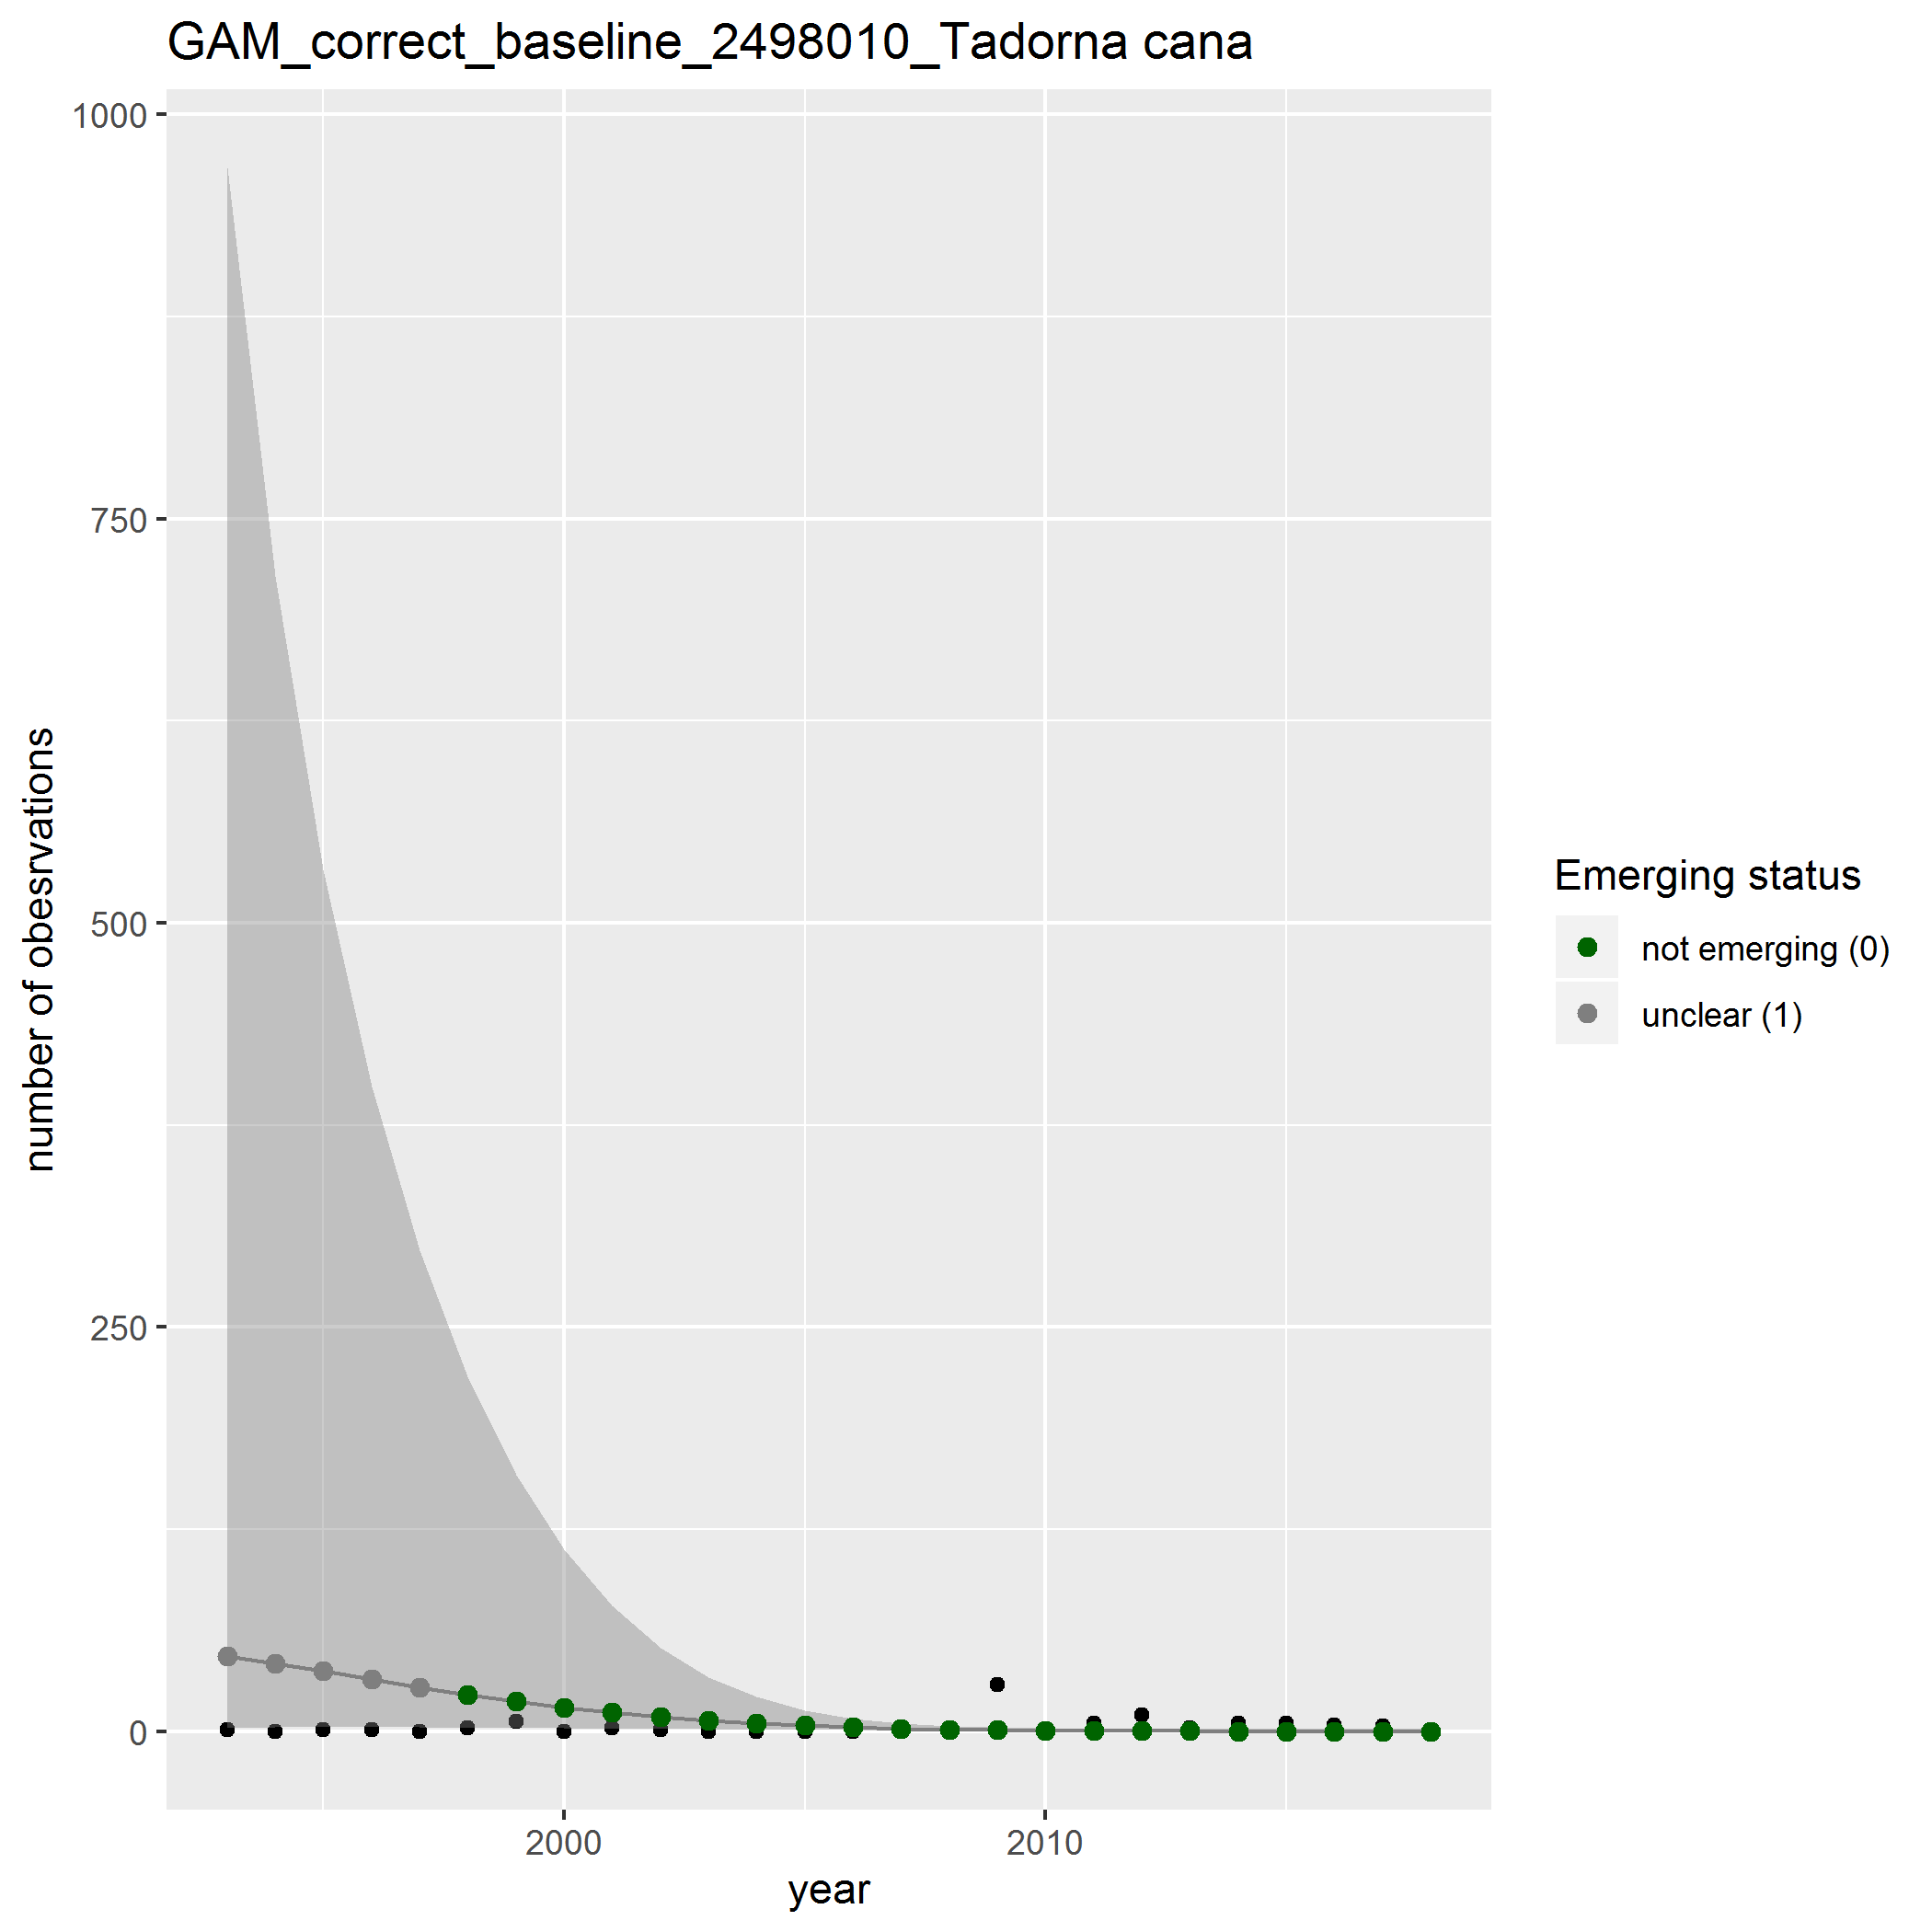 GAM_correct_baseline_2498010_Tadorna cana
1000
750
500
250
0
number of obesrvations
2000
2010
year
Emerging status
not emerging (0)
unclear (1)